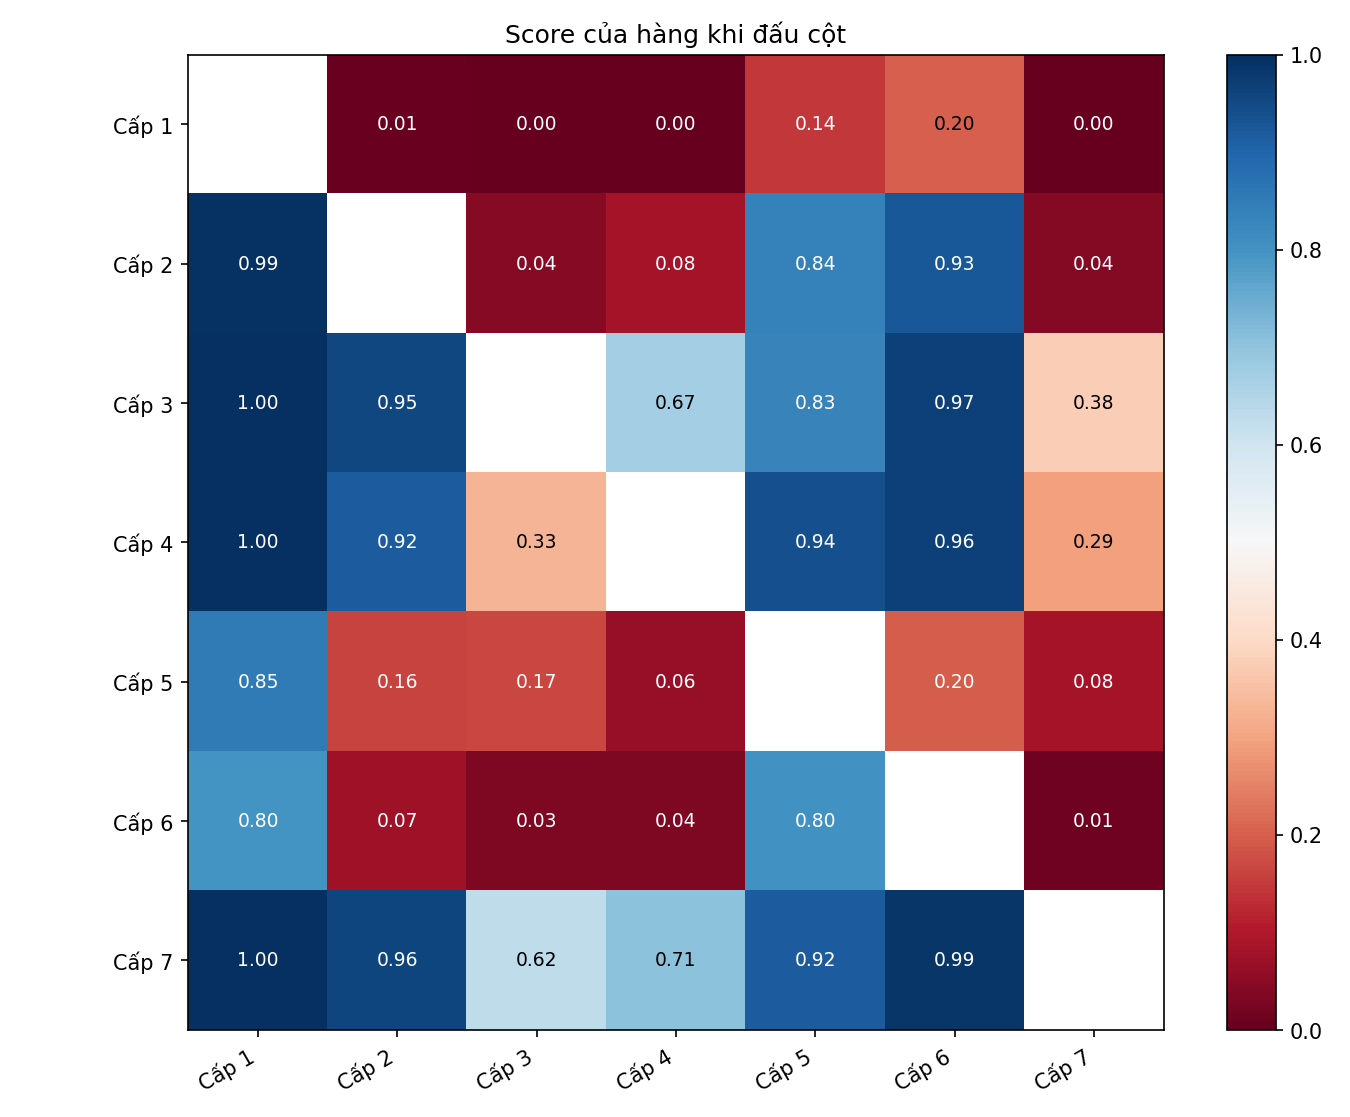 Score của hàng khi đấu cột
Cấp 1 0.01 0.00 0.00 0.14 0.20 0.00
Cấp 2 0.99 0.04 0.08 0.84 0.93 0.04
Cấp 3 1.00 0.95 0.67 0.83 0.97 0.38
Cấp 4 1.00 0.92 0.33 0.94 0.96 0.29
Cấp 5 0.85 0.16 0.17 0.06 0.20 0.08
Cấp 6 0.80 0.07 0.03 0.04 0.80 0.01
Cấp 7 1.00 0.96 0.62 0.71 0.92 0.99
Cấp 1 Cấp 2 Cấp 3 Cấp 4 Cấp 5 Cấp 6 Cấp 7
1.0
0.8
0.6
0.4
0.2
0.0